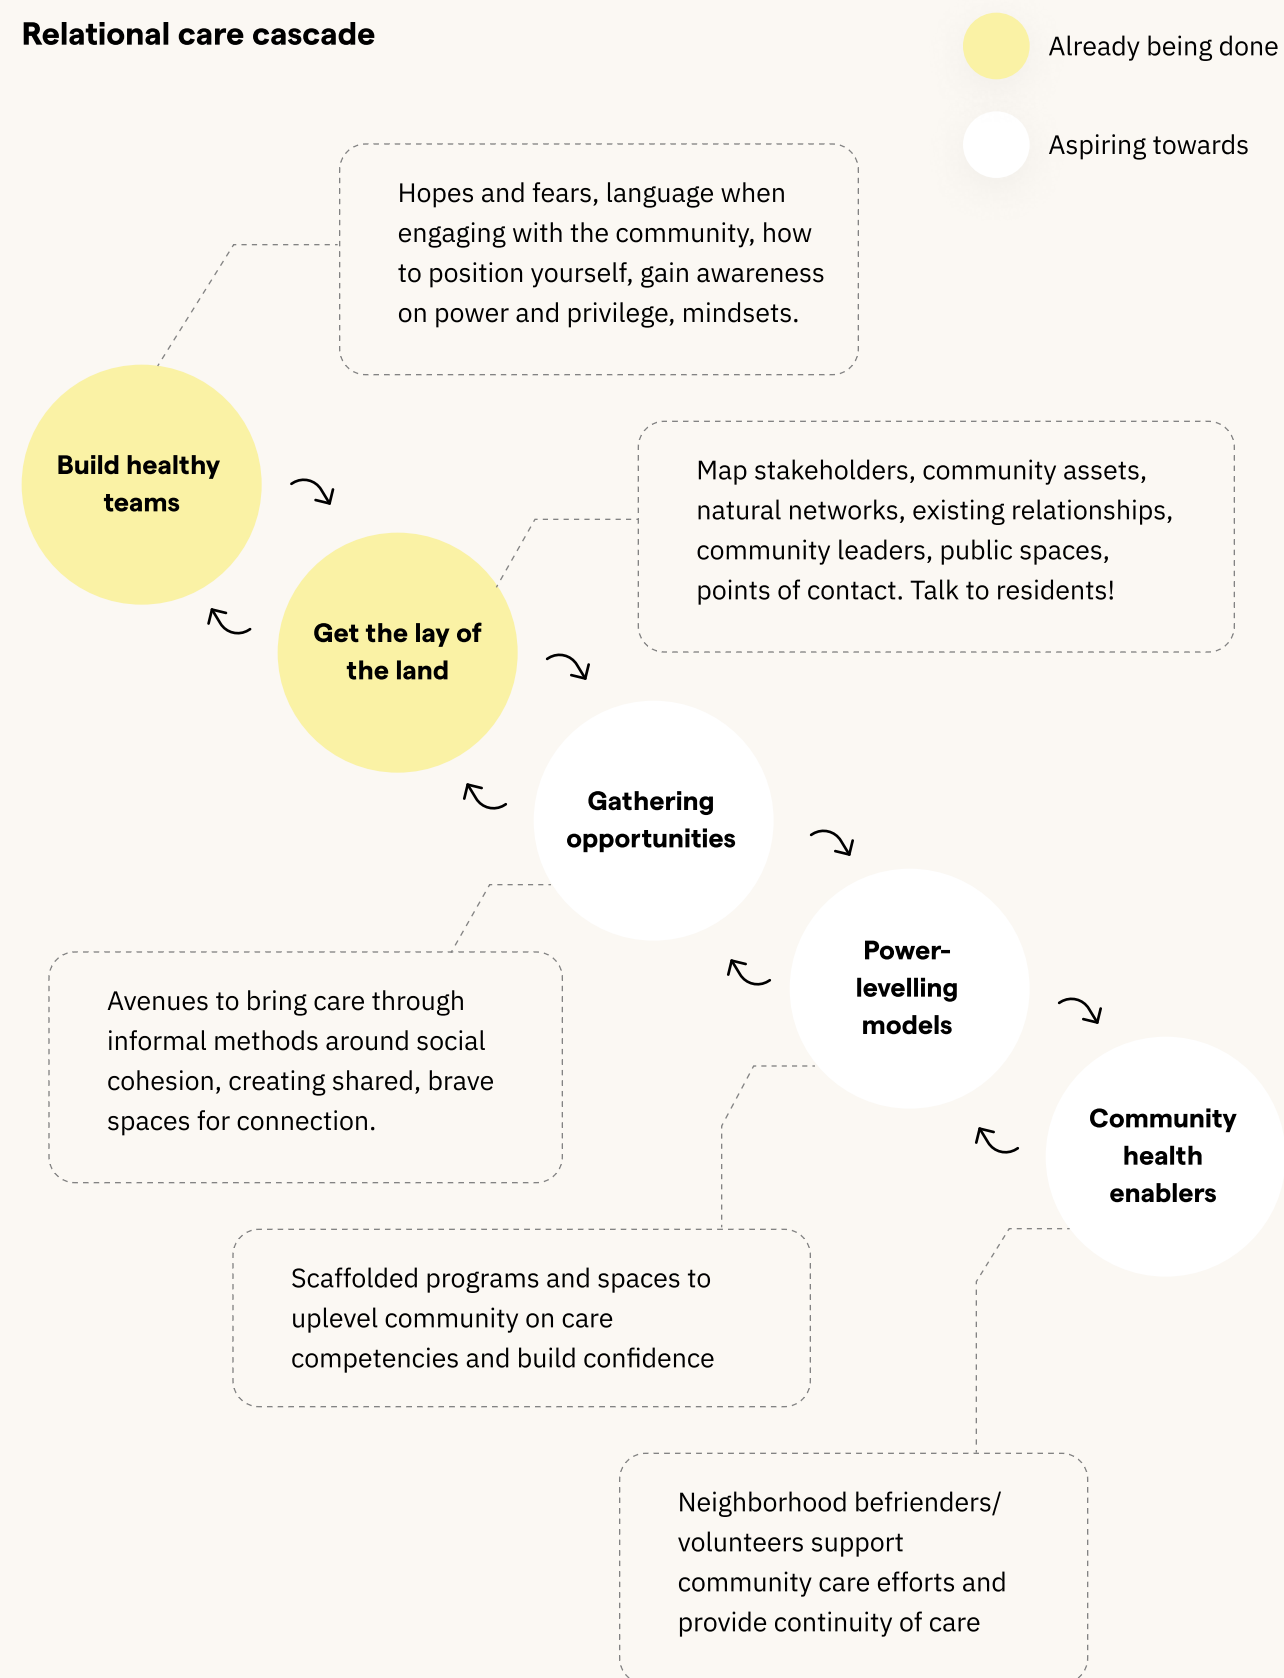 Relational care cascade
Already being done
Aspiring towards
Hopes and fears, language when
engaging with the community, how
to position yourself, gain awareness
on power and privilege, mindsets.
Build healthy
teams
Map stakeholders, community assets,
natural networks, existing relationships,
community leaders, public spaces,
points of contact. Talk to residents!
Get the lay of
the land
Gathering
opportunities
Avenues to bring care through
informal methods around social
cohesion, creating shared, brave
spaces for connection.
Power-
levelling
models
Scaffolded programs and spaces to
uplevel community on care
competencies and build confidence
Community
health
enablers
Neighborhood befrienders/
volunteers support
community care efforts and
provide continuity of care